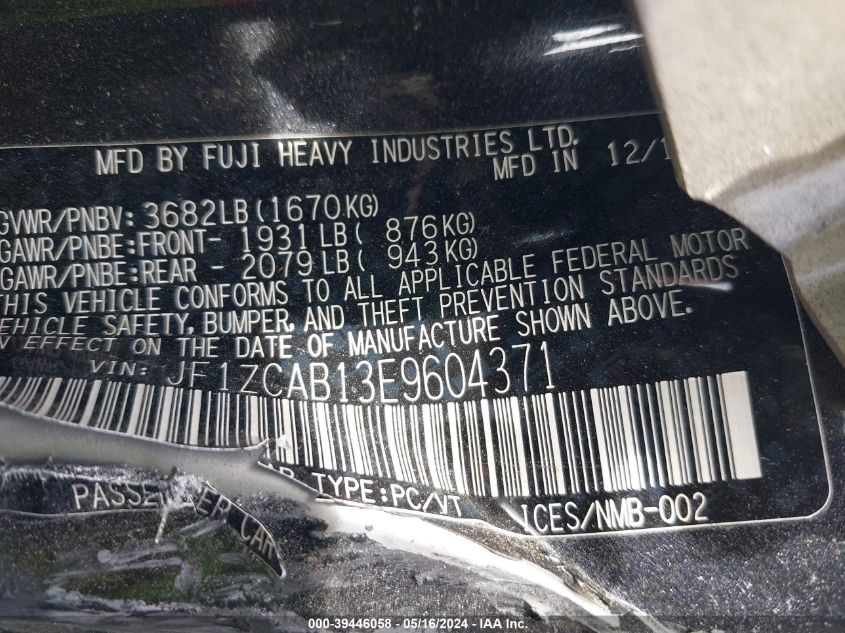 MFD BY FUJI HEAVY INDUSTRIES LTD.
MFD IN 12/1
GVWR/PNBV: 3682LB(1670KG)
GAWR/PNBE:FRONT- 1931LB( 876KG)
GAWR/PNBE:REAR - 2079LB( 943KG)
THIS VEHICLE CONFORMS TO ALL APPLICABLE FEDERAL MOTOR
VEHICLE SAFETY, BUMPER, AND THEFT PREVENTION STANDARDS
IN EFFECT ON THE DATE OF MANUFACTURE SHOWN ABOVE.
VIN: JF1ZCAB13E9604371
PASSENGER CAR
TYPE:PC/VT
ICES/NMB-002
000-39446058 - 05/16/2024 - IAA Inc.